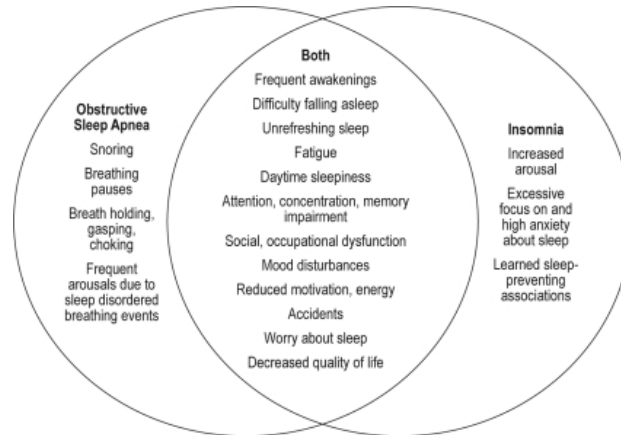 Obstructive
Sleep Apnea
Snoring
Breathing
pauses
Breath holding,
gasping,
choking
Frequent
arousals due to
sleep disordered
breathing events
Both
Frequent awakenings
Difficulty falling asleep
Unrefreshing sleep
Fatigue
Daytime sleepiness
Attention, concentration, memory
impairment
Social, occupational dysfunction
Mood disturbances
Reduced motivation, energy
Accidents
Worry about sleep
Decreased quality of life
Insomnia
Increased
arousal
Excessive
focus on and
high anxiety
about sleep
Learned sleep-
preventing
associations